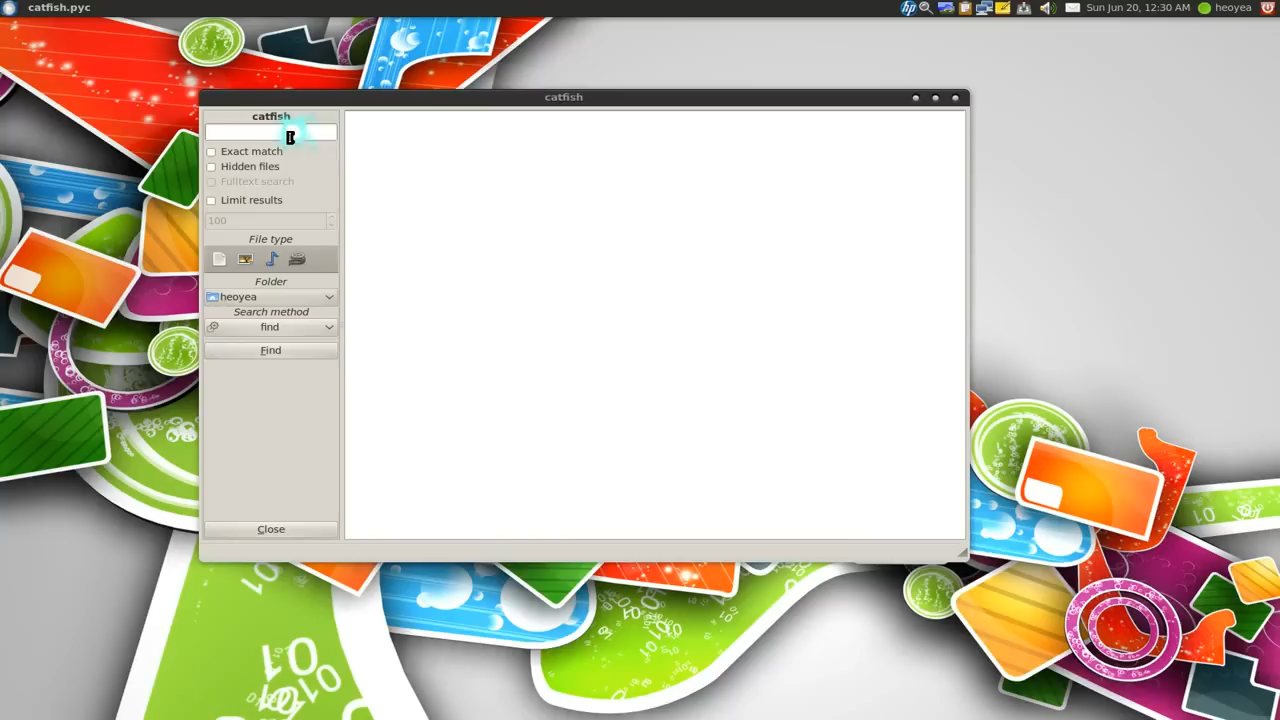 catfish.pyc
Sun Jun 20, 12:30 AM
heoyea
catfish
catfish
Exact match
Hidden files
Fulltext search
Limit results
100
File type
Folder
heoyea
Search method
find
Find
Close